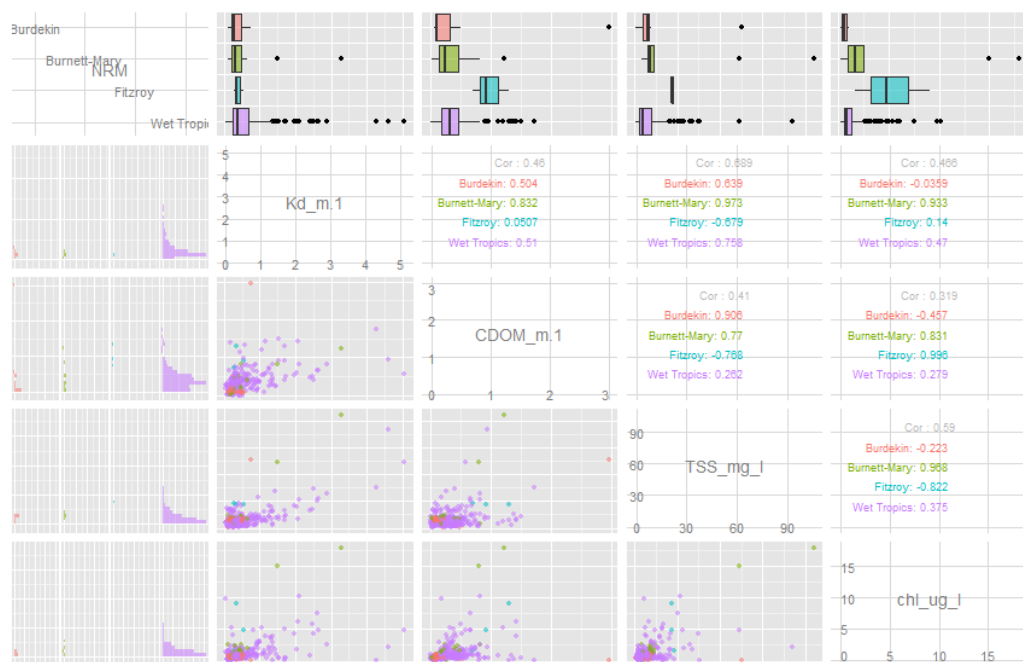 Burdekin
Burnett-Mary
NRM
Fitzroy
Wet Tropi
5
4
3
2
1
0 1 2 3 4 5
Kd_m.1
Cor : 0.46
Burdekin: 0.504
Burnett-Mary: 0.832
Fitzroy: 0.0507
Wet Tropics: 0.51
Cor : 0.689
Burdekin: 0.639
Burnett-Mary: 0.973
Fitzroy: -0.679
Wet Tropics: 0.758
Cor : 0.466
Burdekin: -0.0359
Burnett-Mary: 0.933
Fitzroy: 0.14
Wet Tropics: 0.47
3
2
1
0
0 1 2 3
CDOM_m.1
Cor : 0.41
Burdekin: 0.906
Burnett-Mary: 0.77
Fitzroy: -0.768
Wet Tropics: 0.262
Cor : 0.319
Burdekin: -0.457
Burnett-Mary: 0.831
Fitzroy: 0.996
Wet Tropics: 0.279
90
60
30
0
0 30 60 90
TSS_mg_l
Cor : 0.59
Burdekin: -0.223
Burnett-Mary: 0.968
Fitzroy: -0.822
Wet Tropics: 0.375
15
10
5
0
0 5 10 15
chl_ug_l